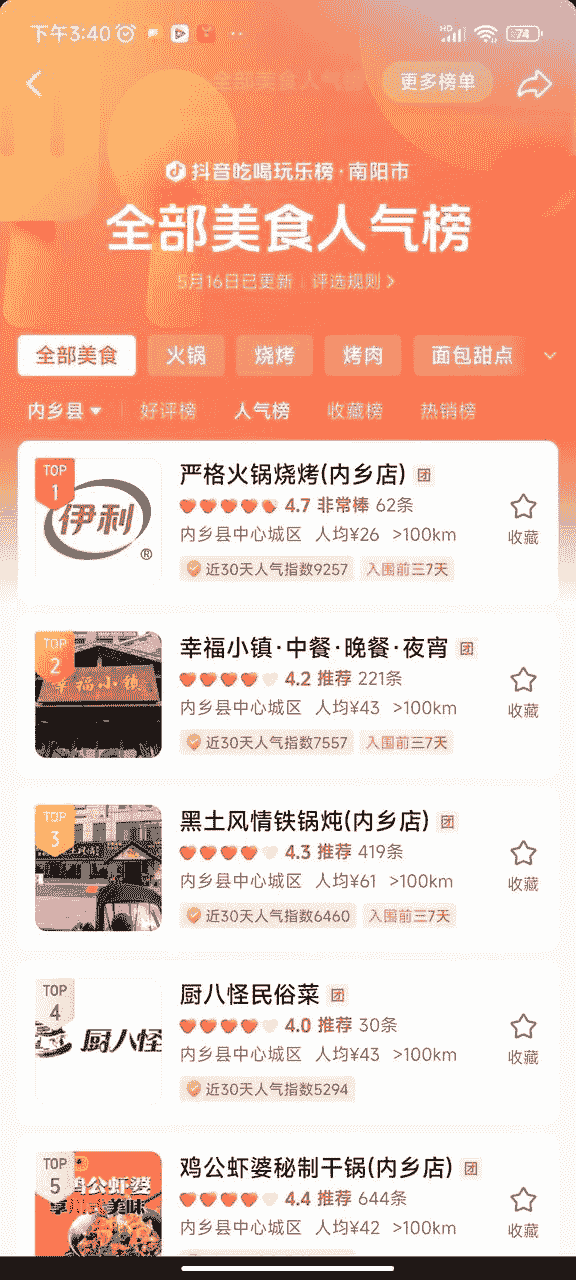 下午3:40
HD
74
更多榜单
抖音吃喝玩乐榜·南阳市
全部美食人气榜
5月16日已更新 | 评选规则
全部美食 火锅 烧烤 烤肉 面包甜点
内乡县 好评榜 人气榜 收藏榜 热销榜
TOP 1
伊利
®
严格火锅烧烤(内乡店) 团
4.7 非常棒 62条
内乡县中心城区 人均¥26 >100km
收藏
近30天人气指数9257 入围前三7天
TOP 2
幸福小镇
幸福小镇·中餐·晚餐·夜宵 团
4.2 推荐 221条
内乡县中心城区 人均¥43 >100km
收藏
近30天人气指数7557 入围前三7天
TOP 3
黑土风情铁锅炖(内乡店) 团
4.3 推荐 419条
内乡县中心城区 人均¥61 >100km
收藏
近30天人气指数6460 入围前三7天
TOP 4
厨八怪
厨八怪民俗菜 团
4.0 推荐 30条
内乡县中心城区 人均¥43 >100km
收藏
近30天人气指数5294
TOP 5
鸡公虾婆
鸡公虾婆秘制干锅(内乡店) 团
4.4 推荐 644条
内乡县中心城区 人均¥42 >100km
收藏